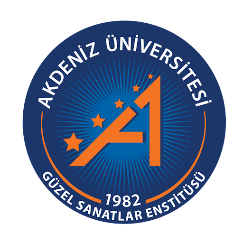 AKDENİZ ÜNİVERSİTESİ
1982
GÜZEL SANATLAR ENSTİTÜSÜ